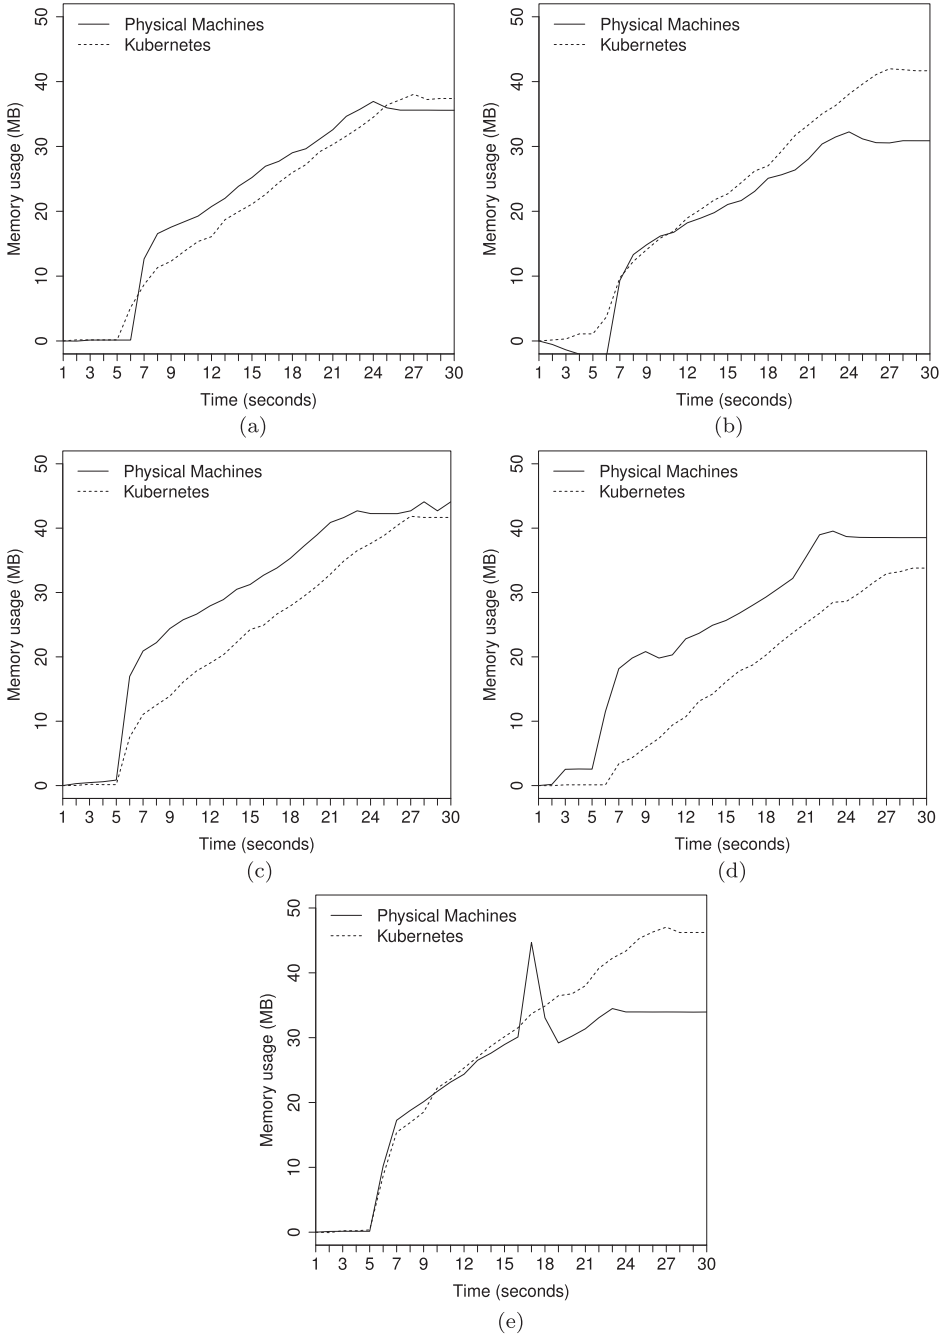 Physical Machines
Kubernetes
Memory usage (MB)
50
40
30
20
10
0
1 3 5 7 9 12 15 18 21 24 27 30
Time (seconds)
(a)
Physical Machines
Kubernetes
Memory usage (MB)
50
40
30
20
10
0
1 3 5 7 9 12 15 18 21 24 27 30
Time (seconds)
(b)
Physical Machines
Kubernetes
Memory usage (MB)
50
40
30
20
10
0
1 3 5 7 9 12 15 18 21 24 27 30
Time (seconds)
(c)
Physical Machines
Kubernetes
Memory usage (MB)
50
40
30
20
10
0
1 3 5 7 9 12 15 18 21 24 27 30
Time (seconds)
(d)
Physical Machines
Kubernetes
Memory usage (MB)
50
40
30
20
10
0
1 3 5 7 9 12 15 18 21 24 27 30
Time (seconds)
(e)